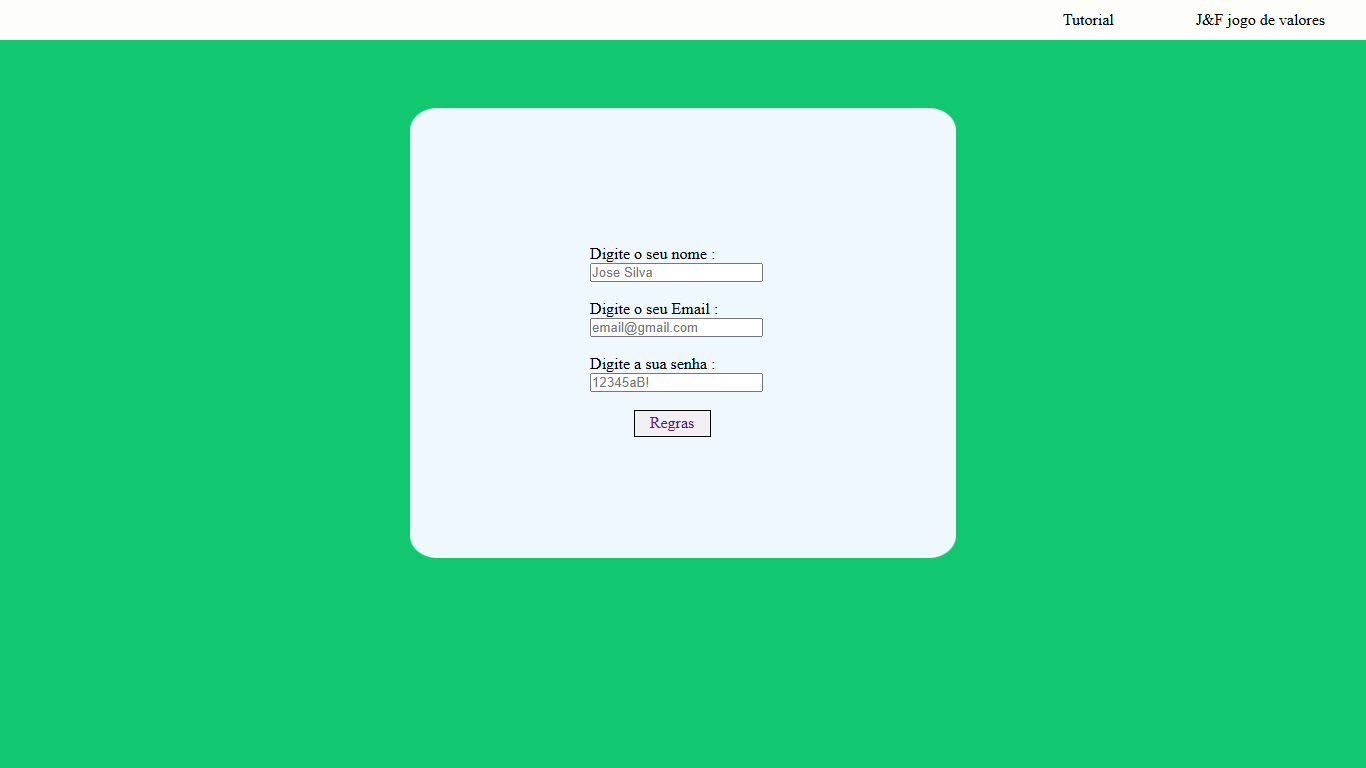 Tutorial
J&F jogo de valores
Digite o seu nome :
Jose Silva
Digite o seu Email :
email@gmail.com
Digite a sua senha :
12345aB!
Regras